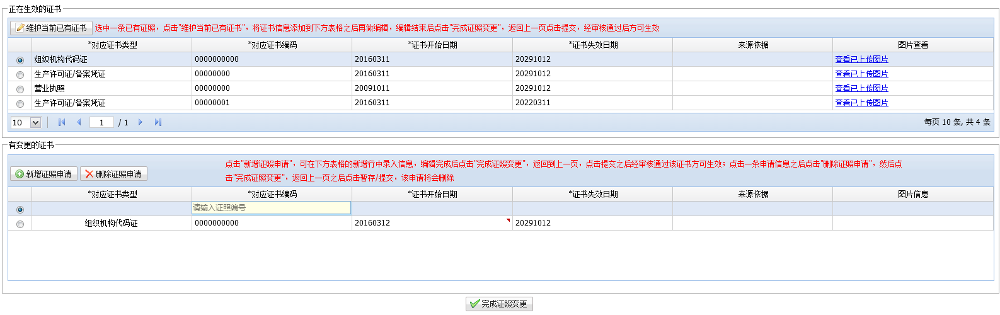 正在生效的证书
维护当前已有证书 选中一条已有证照，点击"维护当前已有证书"，将证书信息添加到下方表格之后再做编辑，编辑结束后点击"完成证照变更"，返回上一页点击提交，经审核通过后方可生效
*对应证书类型 *对应证书编码 *证书开始日期 *证书失效日期 来源依据 图片查看
组织机构代码证 0000000000 20160311 20291012 查看已上传图片
生产许可证/备案凭证 00000000 20160311 20291012 查看已上传图片
营业执照 00000000 20091011 20291012 查看已上传图片
生产许可证/备案凭证 00000001 20160311 20220311 查看已上传图片
10 1 / 1 每页 10 条, 共 4 条
有变更的证书
新增证照申请 删除证照申请
点击"新增证照申请"，可在下方表格的新增行中录入信息，编辑完成后点击"完成证照变更"，返回到上一页，点击提交之后经审核通过该证书方可生效；点击一条申请信息之后点击"删除证照申请"，然后点
击"完成证照变更"，返回上一页之后点击暂存/提交，该申请将会删除
*对应证书类型 *对应证书编码 *证书开始日期 *证书失效日期 来源依据 图片信息
请输入证照编号
组织机构代码证 0000000000 20160312 20291012
完成证照变更